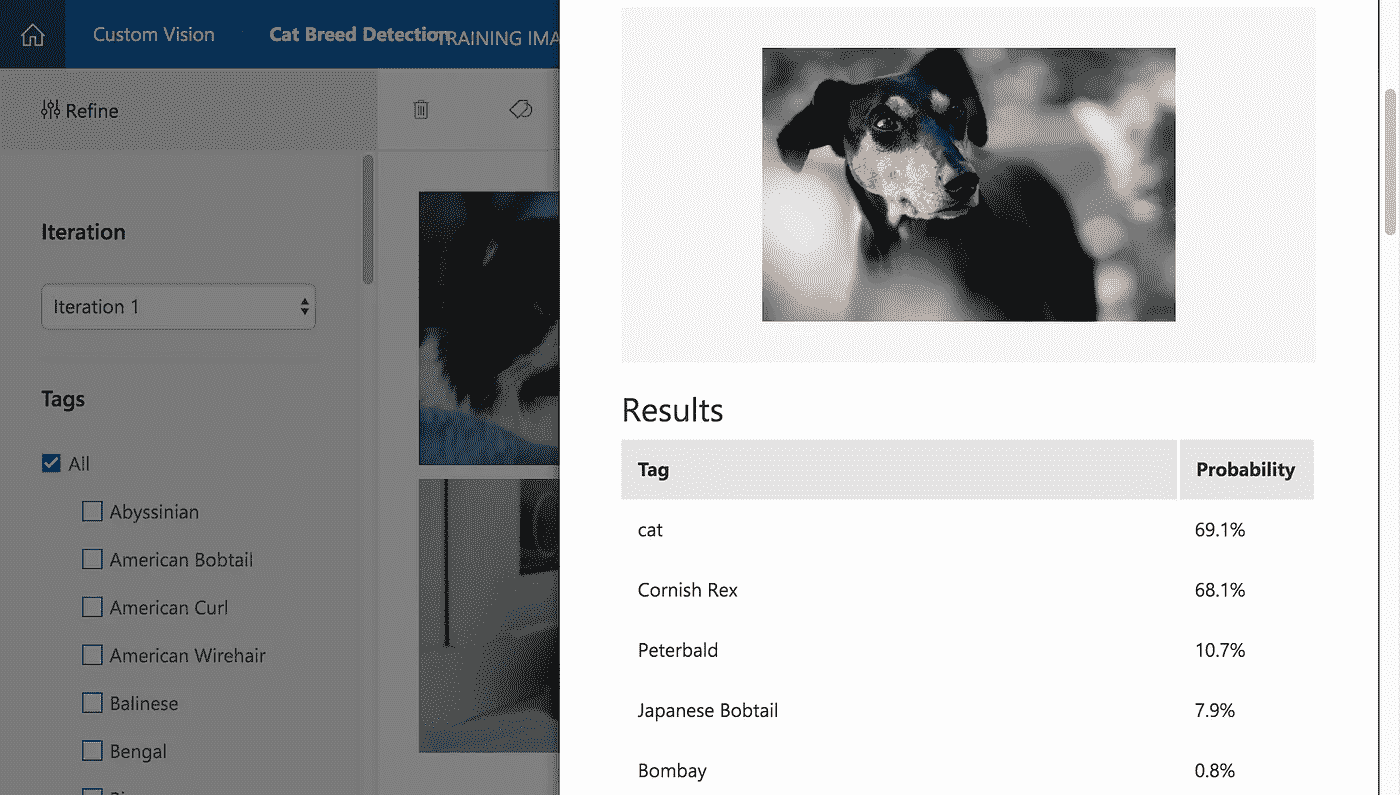 Custom Vision
Cat Breed Detection
TRAINING IMA
Refine
Iteration
Iteration 1
Tags
All
Abyssinian
American Bobtail
American Curl
American Wirehair
Balinese
Bengal
Results
Tag Probability
cat 69.1%
Cornish Rex 68.1%
Peterbald 10.7%
Japanese Bobtail 7.9%
Bombay 0.8%